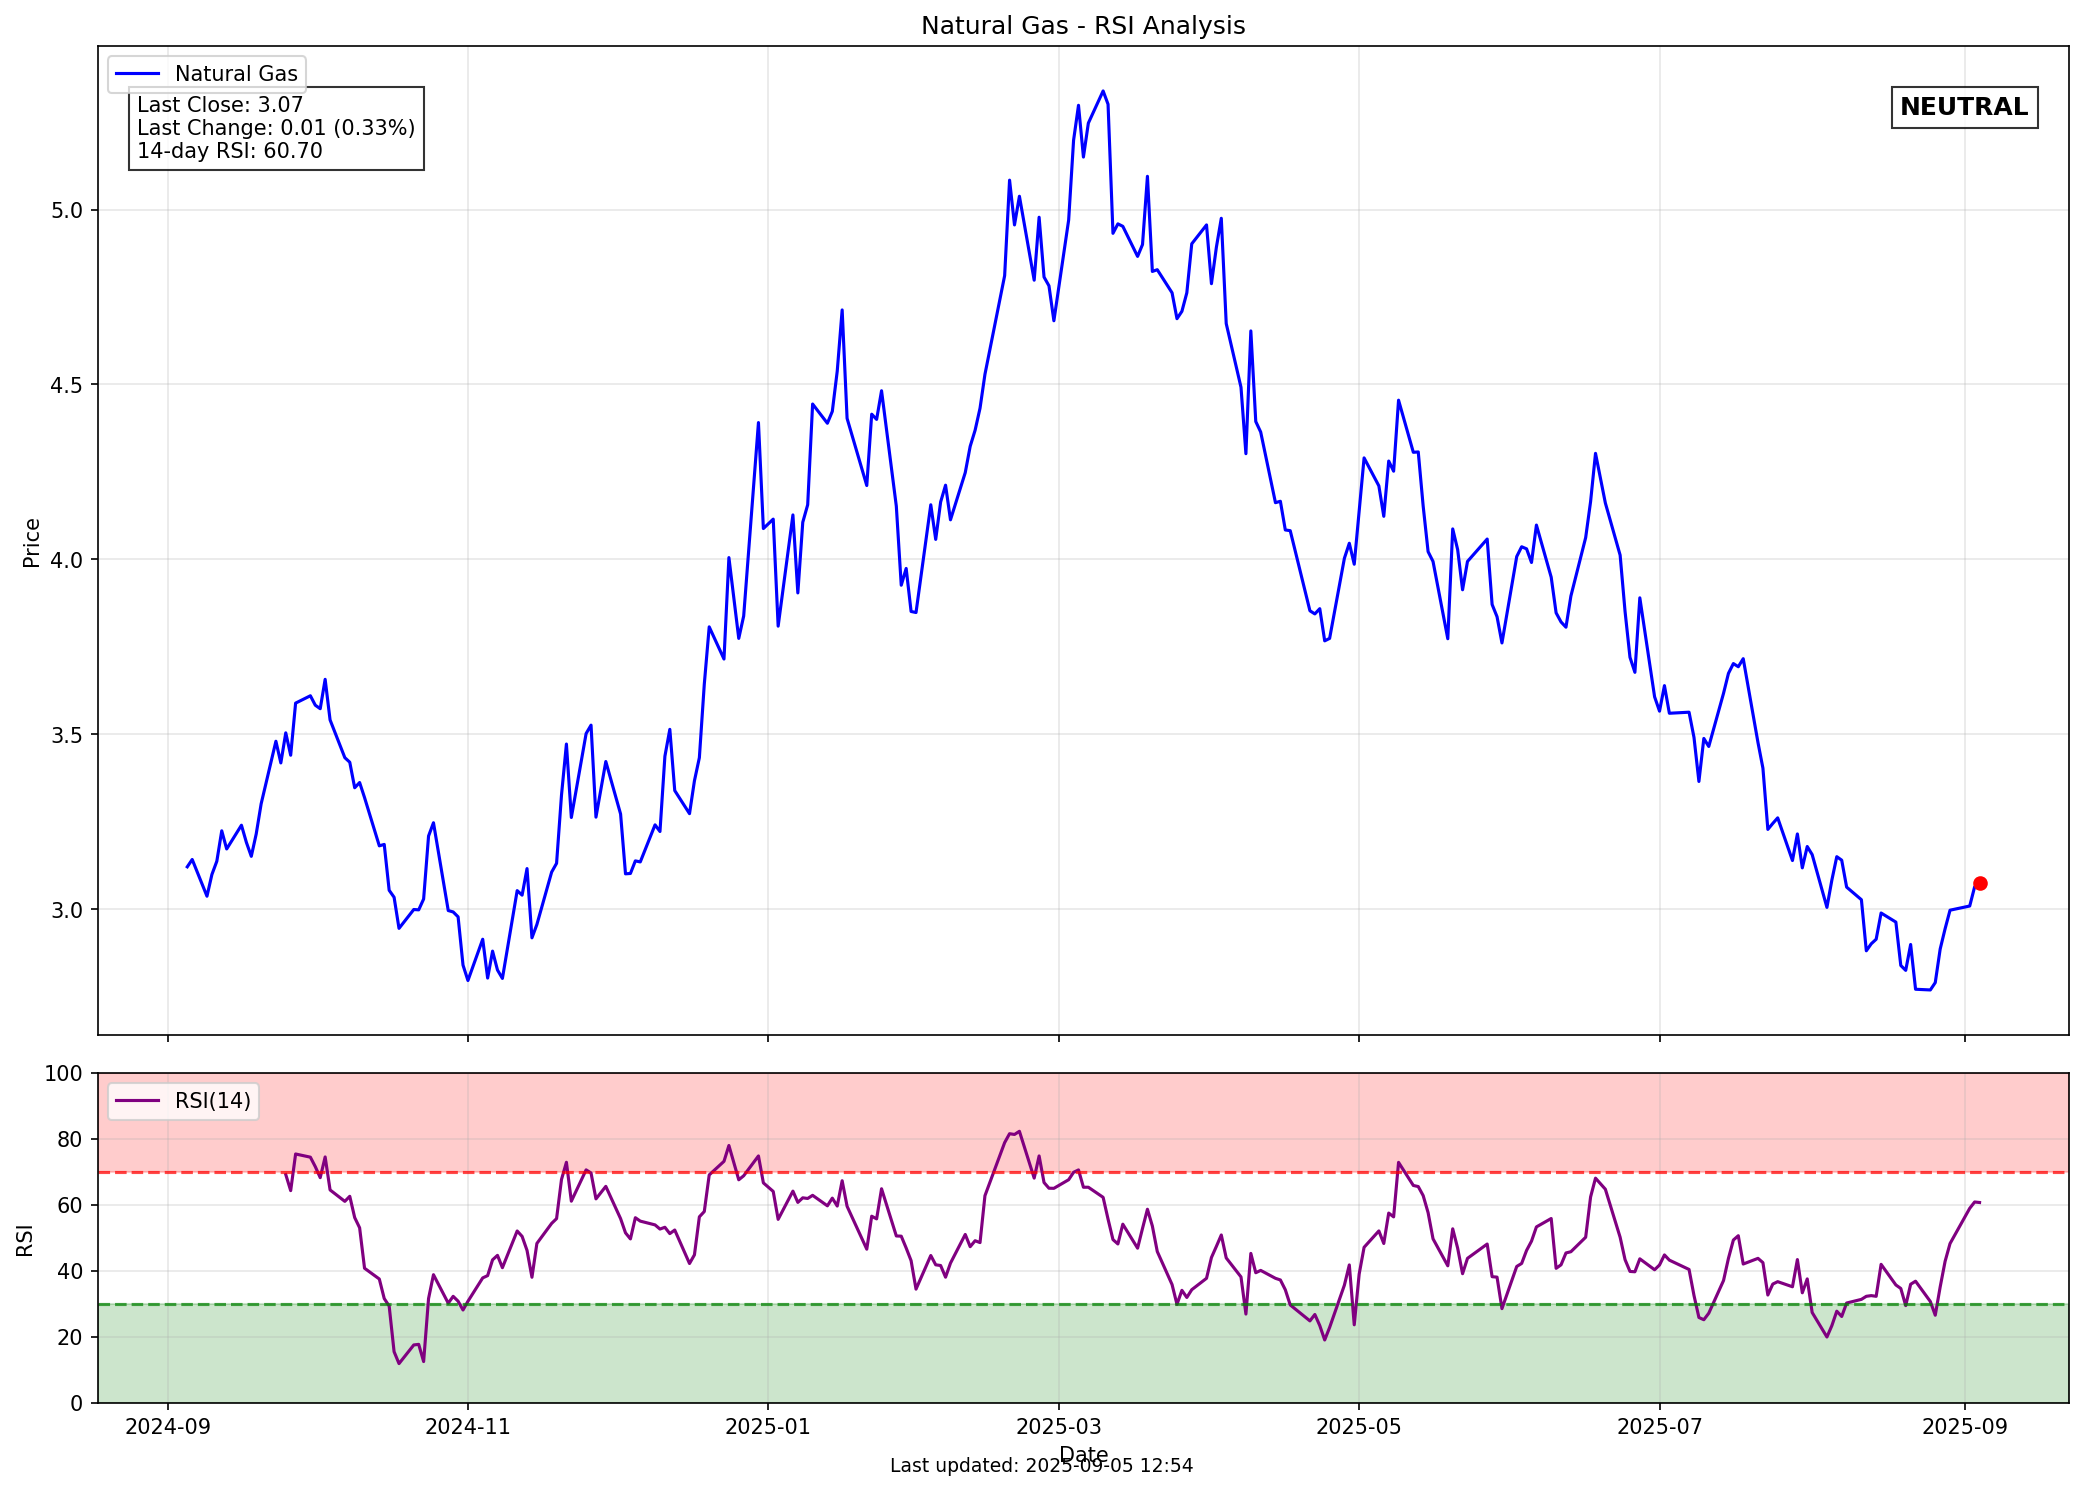 Natural Gas - RSI Analysis
Natural Gas
Last Close: 3.07
Last Change: 0.01 (0.33%)
14-day RSI: 60.70
NEUTRAL
Price
5.0
4.5
4.0
3.5
3.0
RSI(14)
RSI
100
80
60
40
20
0
2024-09
2024-11
2025-01
2025-03
2025-05
2025-07
2025-09
Date
Last updated: 2025-09-05 12:54